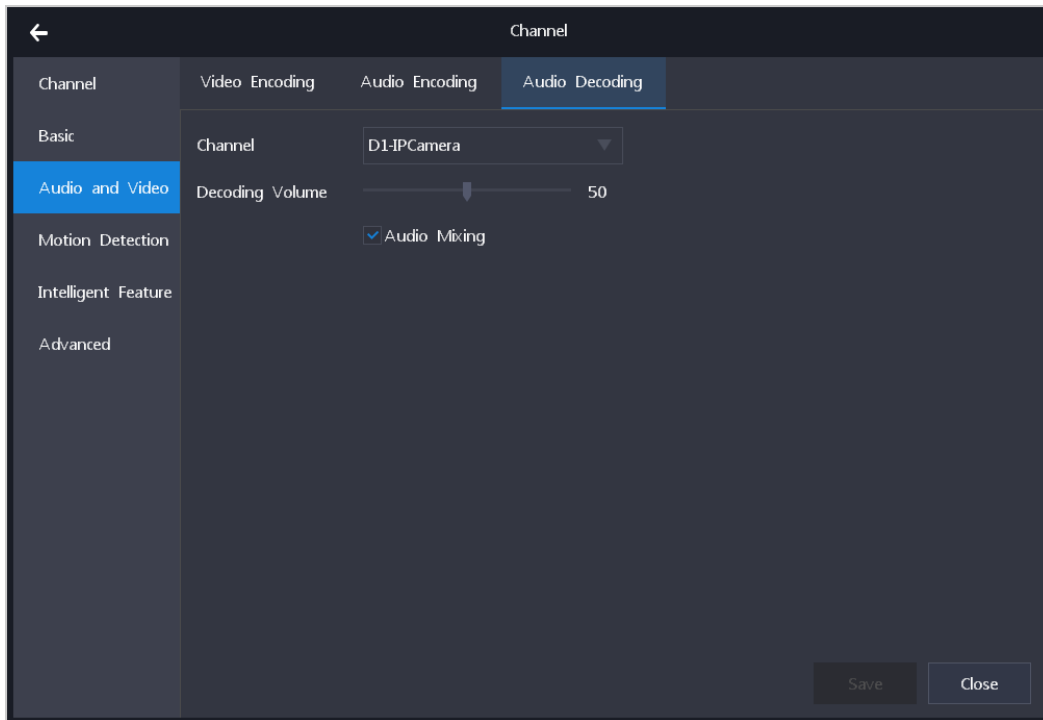 Channel
Channel
Basic
Audio and Video
Motion Detection
Intelligent Feature
Advanced
Video Encoding Audio Encoding Audio Decoding
Channel D1-IPCamera
Decoding Volume 50
Audio Mixing
Save Close